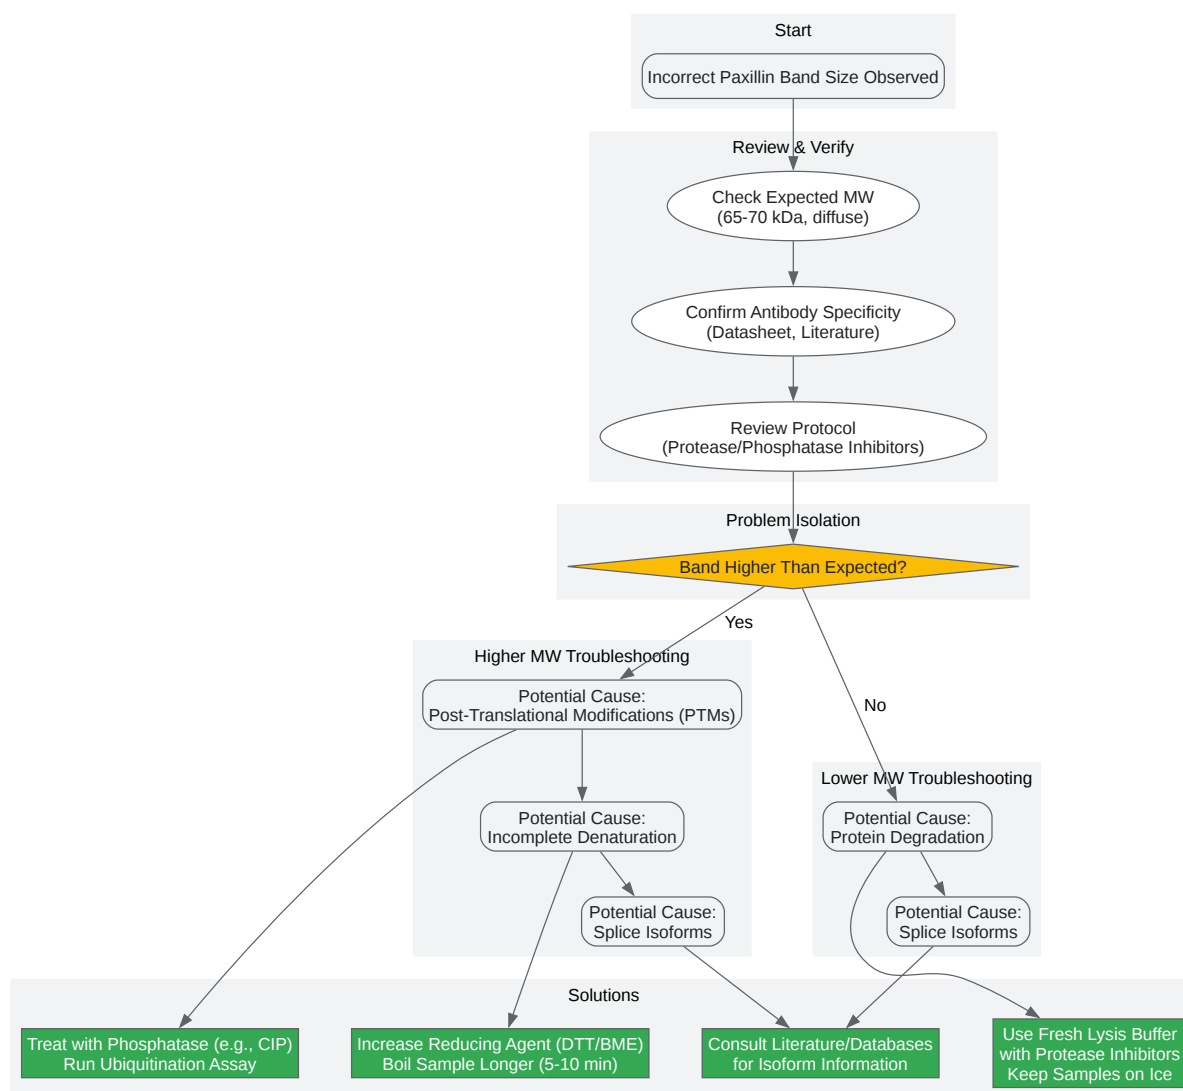 Start
Incorrect Paxillin Band Size Observed
Review & Verify
Check Expected MW
(65-70 kDa, diffuse)
Confirm Antibody Specificity
(Datasheet, Literature)
Review Protocol
(Protease/Phosphatase Inhibitors)
Problem Isolation
Band Higher Than Expected?
Yes
No
Higher MW Troubleshooting
Potential Cause:
Post-Translational Modifications (PTMs)
Potential Cause:
Incomplete Denaturation
Potential Cause:
Splice Isoforms
Lower MW Troubleshooting
Potential Cause:
Protein Degradation
Potential Cause:
Splice Isoforms
Solutions
Treat with Phosphatase (e.g., CIP)
Run Ubiquitination Assay
Increase Reducing Agent (DTT/BME)
Boil Sample Longer (5-10 min)
Consult Literature/Databases
for Isoform Information
Use Fresh Lysis Buffer
with Protease Inhibitors
Keep Samples on Ice